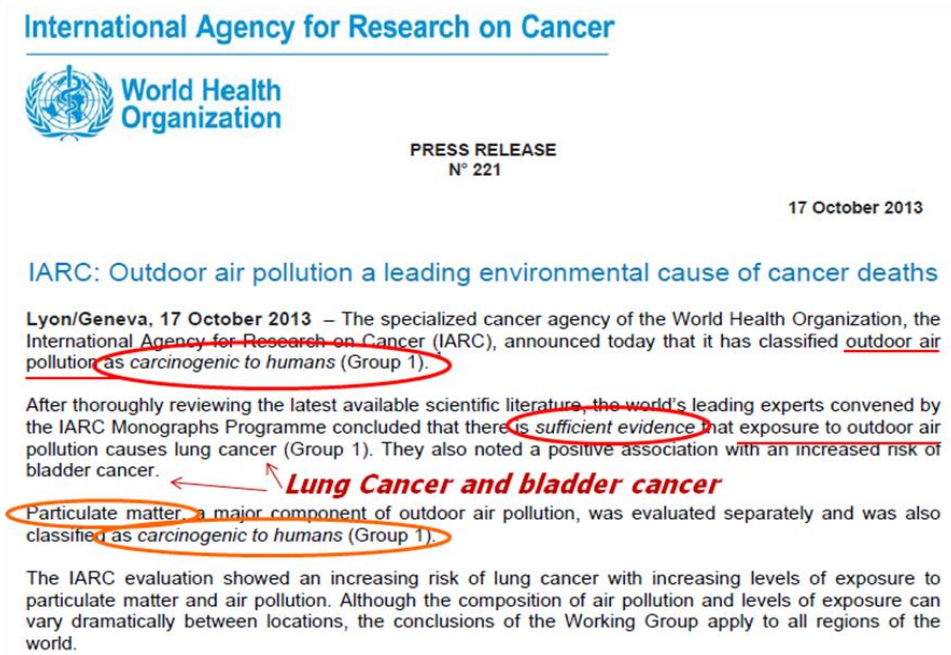 International Agency for Research on Cancer
World Health
Organization
PRESS RELEASE
N° 221
17 October 2013
IARC: Outdoor air pollution a leading environmental cause of cancer deaths
Lyon/Geneva, 17 October 2013 – The specialized cancer agency of the World Health Organization, the
International Agency for Research on Cancer (IARC), announced today that it has classified outdoor air
pollution as carcinogenic to humans (Group 1).
After thoroughly reviewing the latest available scientific literature, the world's leading experts convened by
the IARC Monographs Programme concluded that there is sufficient evidence that exposure to outdoor air
pollution causes lung cancer (Group 1). They also noted a positive association with an increased risk of
bladder cancer.
Lung Cancer and bladder cancer
Particulate matter, a major component of outdoor air pollution, was evaluated separately and was also
classified as carcinogenic to humans (Group 1).
The IARC evaluation showed an increasing risk of lung cancer with increasing levels of exposure to
particulate matter and air pollution. Although the composition of air pollution and levels of exposure can
vary dramatically between locations, the conclusions of the Working Group apply to all regions of the
world.